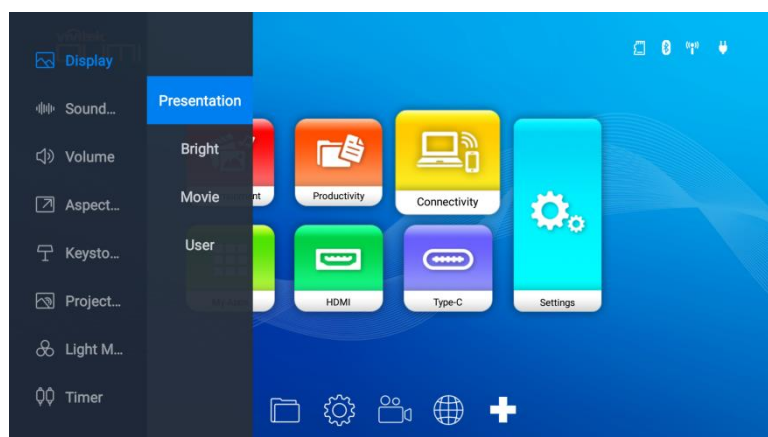 Display
Sound...
Volume
Aspect...
Keysto...
Project...
Light M...
Timer
Presentation
Bright
Movie
User
Productivity
Connectivity
HDMI
Type-C
Settings